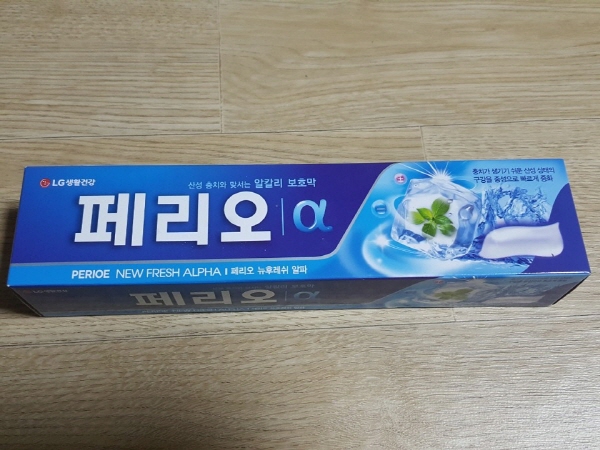 LG생활건강
산성 충치와 맞서는 알칼리 보호막
충치가 생기기 쉬운 산성 상태의
구강을 중성으로 빠르게 중화
페리오 | α
PERIOE NEW FRESH ALPHA | 페리오 뉴후레쉬 알파
페리오 α